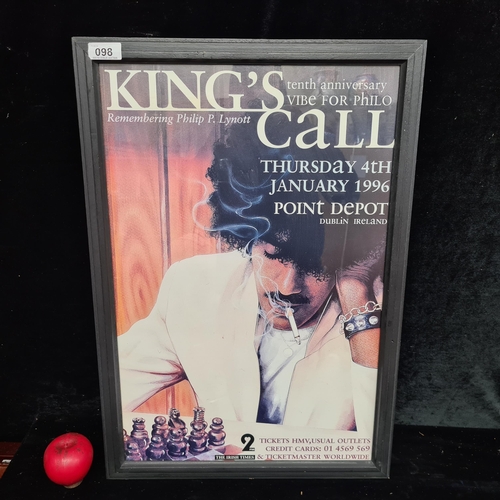 098
KING'S
tenth anniversary
VIBe FOR PhILO
Remembering Philip P. Lynott
CaLL
THURSDaY 4TH
JANUARY 1996
POINT DePOT
DUBLIN IRELAND
2
THE IRISH TIMES
TICKETS HMV,USUAL OUTLETS
CREDIT CARDS: 01 4569 569
& TICKETMASTER WORLDWIDE